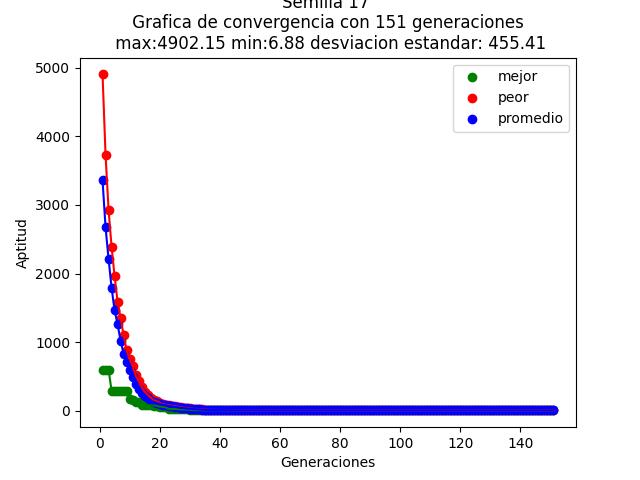 Semilla 17
Grafica de convergencia con 151 generaciones
max:4902.15 min:6.88 desviacion estandar: 455.41
mejor
peor
promedio
Aptitud
5000
4000
3000
2000
1000
0
0 20 40 60 80 100 120 140
Generaciones